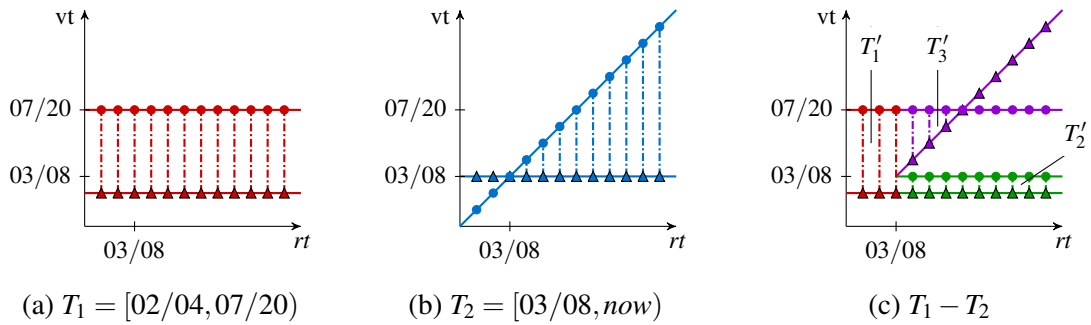 vt
07/20
03/08
03/08
rt
(a) T₁ = [02/04, 07/20)
vt
07/20
03/08
03/08
rt
(b) T₂ = [03/08, now)
vt
T′₁
T′₃
07/20
T′₂
03/08
03/08
rt
(c) T₁ − T₂